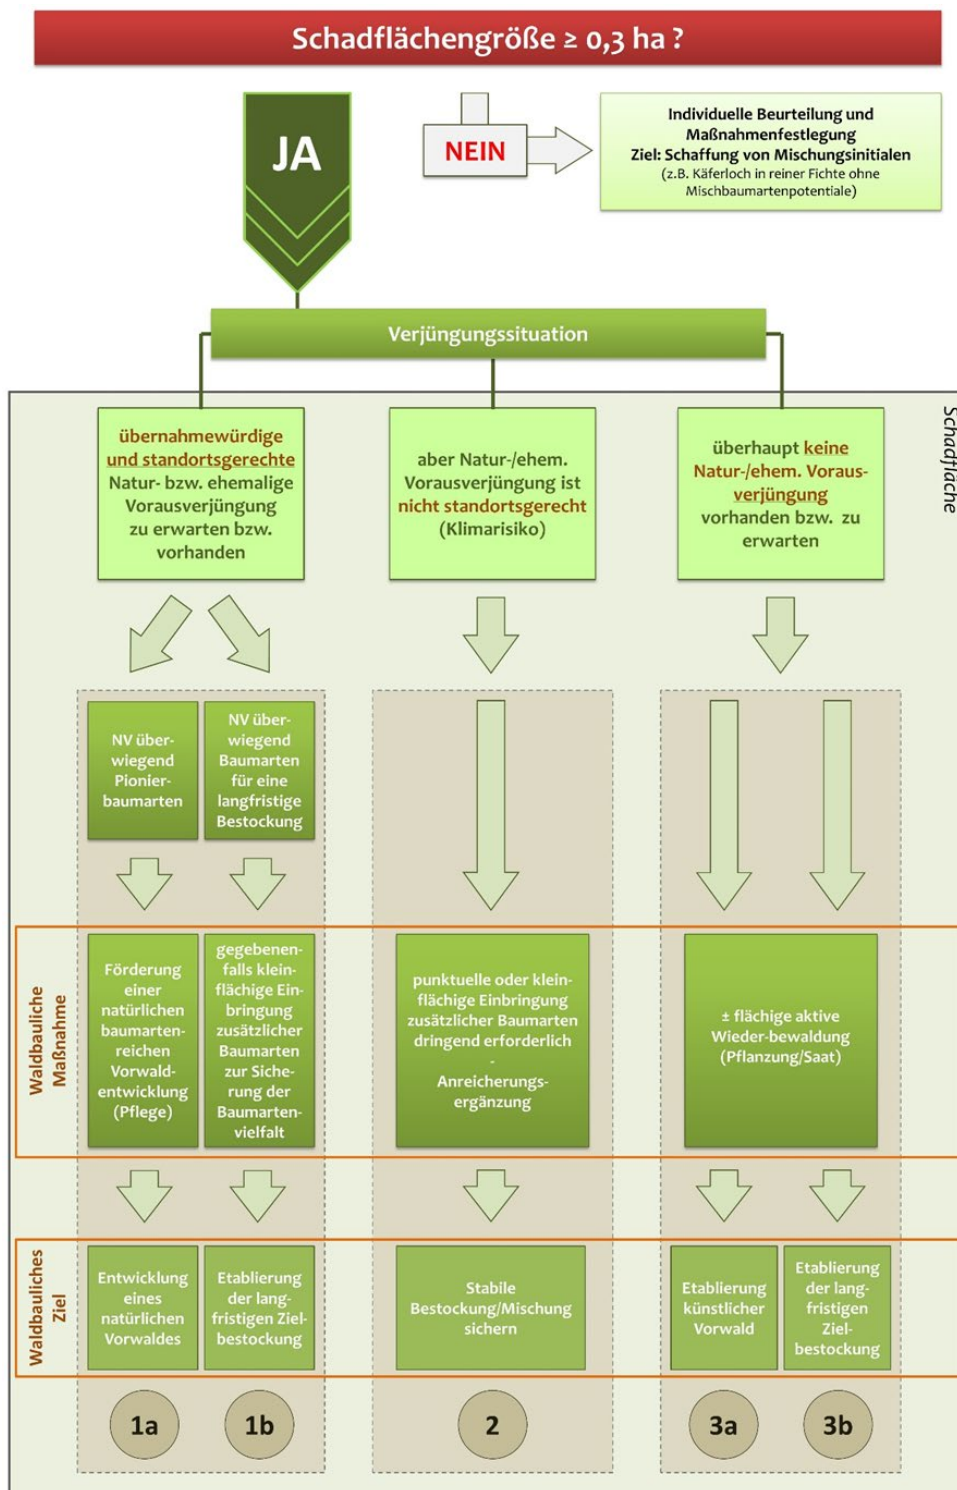 Schadflächengröße ≥ 0,3 ha ?
JA
NEIN
Individuelle Beurteilung und
Maßnahmenfestlegung
Ziel: Schaffung von Mischungsinitialen
(z.B. Käferloch in reiner Fichte ohne
Mischbaumartenpotentiale)
Verjüngungssituation
Schadfläche
übernahmewürdige
und standortsgerechte
Natur- bzw. ehemalige
Vorausverjüngung
zu erwarten bzw.
vorhanden
aber Natur-/ehem.
Vorausverjüngung ist
nicht standortsgerecht
(Klimarisiko)
überhaupt keine
Natur-/ehem. Voraus-
verjüngung
vorhanden bzw. zu
erwarten
NV über-
wiegend
Pionier-
baumarten
NV über-
wiegend
Baumarten
für eine
langfristige
Bestockung
Waldbauliche
Maßnahme
Förderung
einer
natürlichen
baumarten-
reichen
Vorwald-
entwicklung
(Pflege)
gegebenen-
falls klein-
flächige Ein-
bringung
zusätzlicher
Baumarten
zur Siche-
rung der
Baumarten-
vielfalt
punktuelle oder klein-
flächige Einbringung
zusätzlicher Baumarten
dringend erforderlich
-
Anreicherungs-
ergänzung
± flächige aktive
Wieder-bewaldung
(Pflanzung/Saat)
Waldbauliches
Ziel
Entwicklung
eines
natürlichen
Vorwaldes
Etablierung
der lang-
fristigen Ziel-
bestockung
Stabile
Bestockung/Mischung
sichern
Etablierung
künstlicher
Vorwald
Etablierung
der lang-
fristigen
Ziel-
bestockung
1a
1b
2
3a
3b